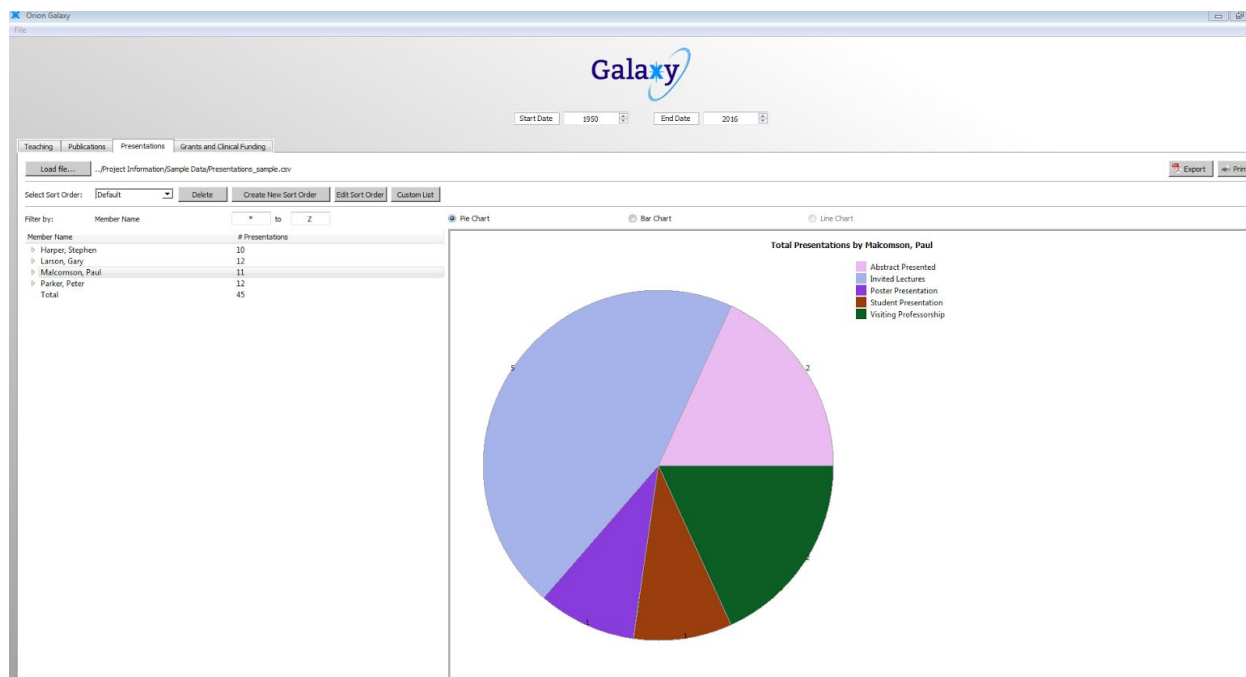 Orion Galaxy
File
Galaxy
Start Date 1950 End Date 2016
Teaching Publications Presentations Grants and Clinical Funding
Load file... ../Project Information/Sample Data/Presentations_sample.csv Export Print
Select Sort Order: Default Delete Create New Sort Order Edit Sort Order Custom List
Filter by: Member Name * to Z Pie Chart Bar Chart Line Chart
Member Name # Presentations
Harper, Stephen 10
Larson, Gary 12
Malcomson, Paul 11
Parker, Peter 12
Total 45
Total Presentations by Malcomson, Paul
Abstract Presented
Invited Lectures
Poster Presentation
Student Presentation
Visiting Professorship
5 2
2
1
1